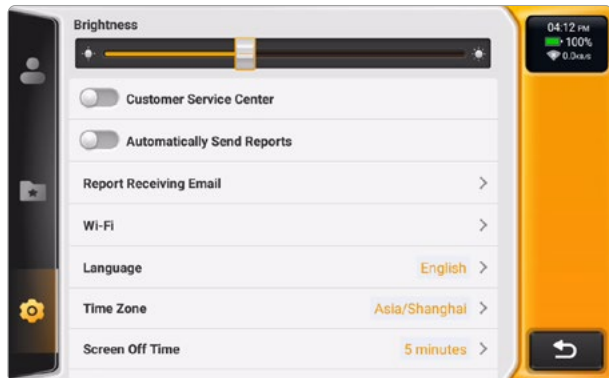 Brightness
04:12 PM
100%
0.0KB/S
Customer Service Center
Automatically Send Reports
Report Receiving Email
Wi-Fi
Language English
Time Zone Asia/Shanghai
Screen Off Time 5 minutes